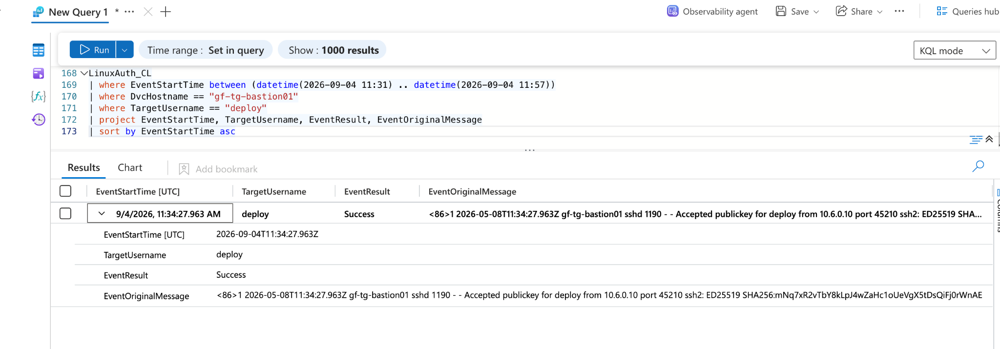 New Query 1 * ...
Observability agent Save Share ... Queries hub
Run Time range : Set in query Show : 1000 results KQL mode
168 LinuxAuth_CL
169 | where EventStartTime between (datetime(2026-09-04 11:31) .. datetime(2026-09-04 11:57))
170 | where DvcHostname == "gf-tg-bastion01"
171 | where TargetUsername == "deploy"
172 | project EventStartTime, TargetUsername, EventResult, EventOriginalMessage
173 | sort by EventStartTime asc
...
Results Chart Add bookmark
EventStartTime [UTC] TargetUsername EventResult EventOriginalMessage
9/4/2026, 11:34:27.963 AM deploy Success <86>1 2026-05-08T11:34:27.963Z gf-tg-bastion01 sshd 1190 - - Accepted publickey for deploy from 10.6.0.10 port 45210 ssh2: ED25519 SHA...
EventStartTime [UTC] 2026-09-04T11:34:27.963Z
TargetUsername deploy
EventResult Success
EventOriginalMessage <86>1 2026-05-08T11:34:27.963Z gf-tg-bastion01 sshd 1190 - - Accepted publickey for deploy from 10.6.0.10 port 45210 ssh2: ED25519 SHA256:mNq7xR2vTbY8kLpJ4wZaHc1oUeVgX5tDsQiFj0rWnAE